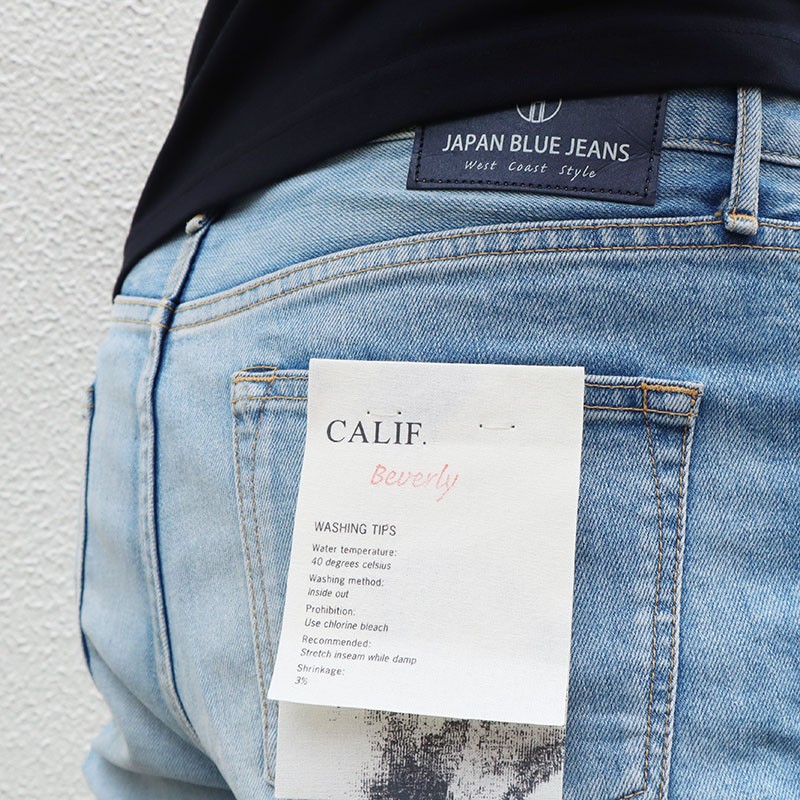 JAPAN BLUE JEANS
West Coast Style
CALIF.
Beverly
WASHING TIPS
Water temperature:
40 degrees celsius
Washing method:
Inside out
Prohibition:
Use chlorine bleach
Recommended:
Stretch inseam while damp
Shrinkage:
3%